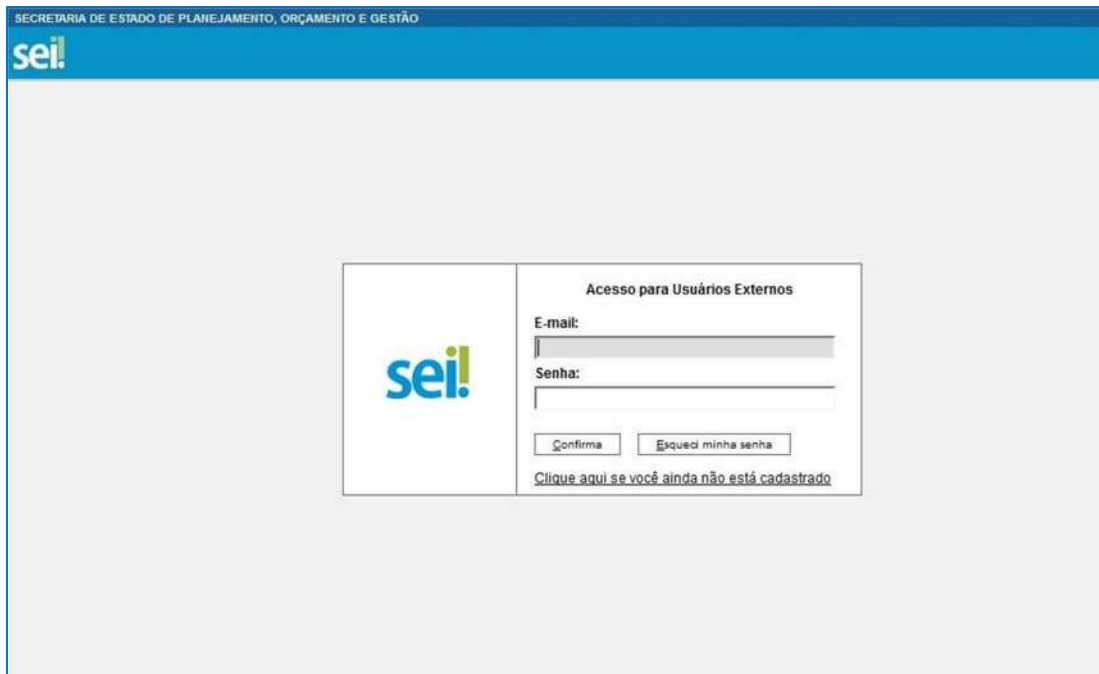 SECRETARIA DE ESTADO DE PLANEJAMENTO, ORÇAMENTO E GESTÃO
sei!
Acesso para Usuários Externos
E-mail:
sei!
Senha:
Confirma Esqueci minha senha
Clique aqui se você ainda não está cadastrado